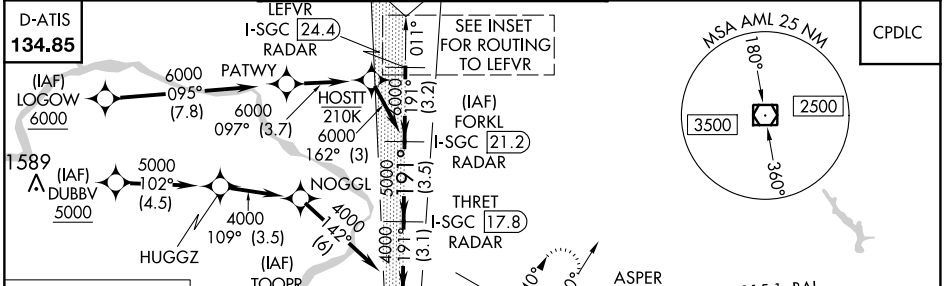 D-ATIS
134.85
LEFVR
I-SGC 24.4
RADAR
011°
SEE INSET
FOR ROUTING
TO LEFVR
MSA AML 25 NM
180°
3500
2500
360°
CPDLC
(IAF)
LOGOW
6000
6000
095°
(7.8)
PATWY
6000
097° (3.7)
HOSTT
210K
6000
162° (3)
6000
191°
(3.2)
(IAF)
FORKL
I-SGC 21.2
RADAR
1589
(IAF)
DUBBV
5000
5000
102°
(4.5)
HUGGZ
4000
109° (3.5)
NOGGL
4000
142°
(6)
5000
191°
(3.5)
THRET
I-SGC 17.8
RADAR
4000
191°
(3.1)
(IAF)
ASPER